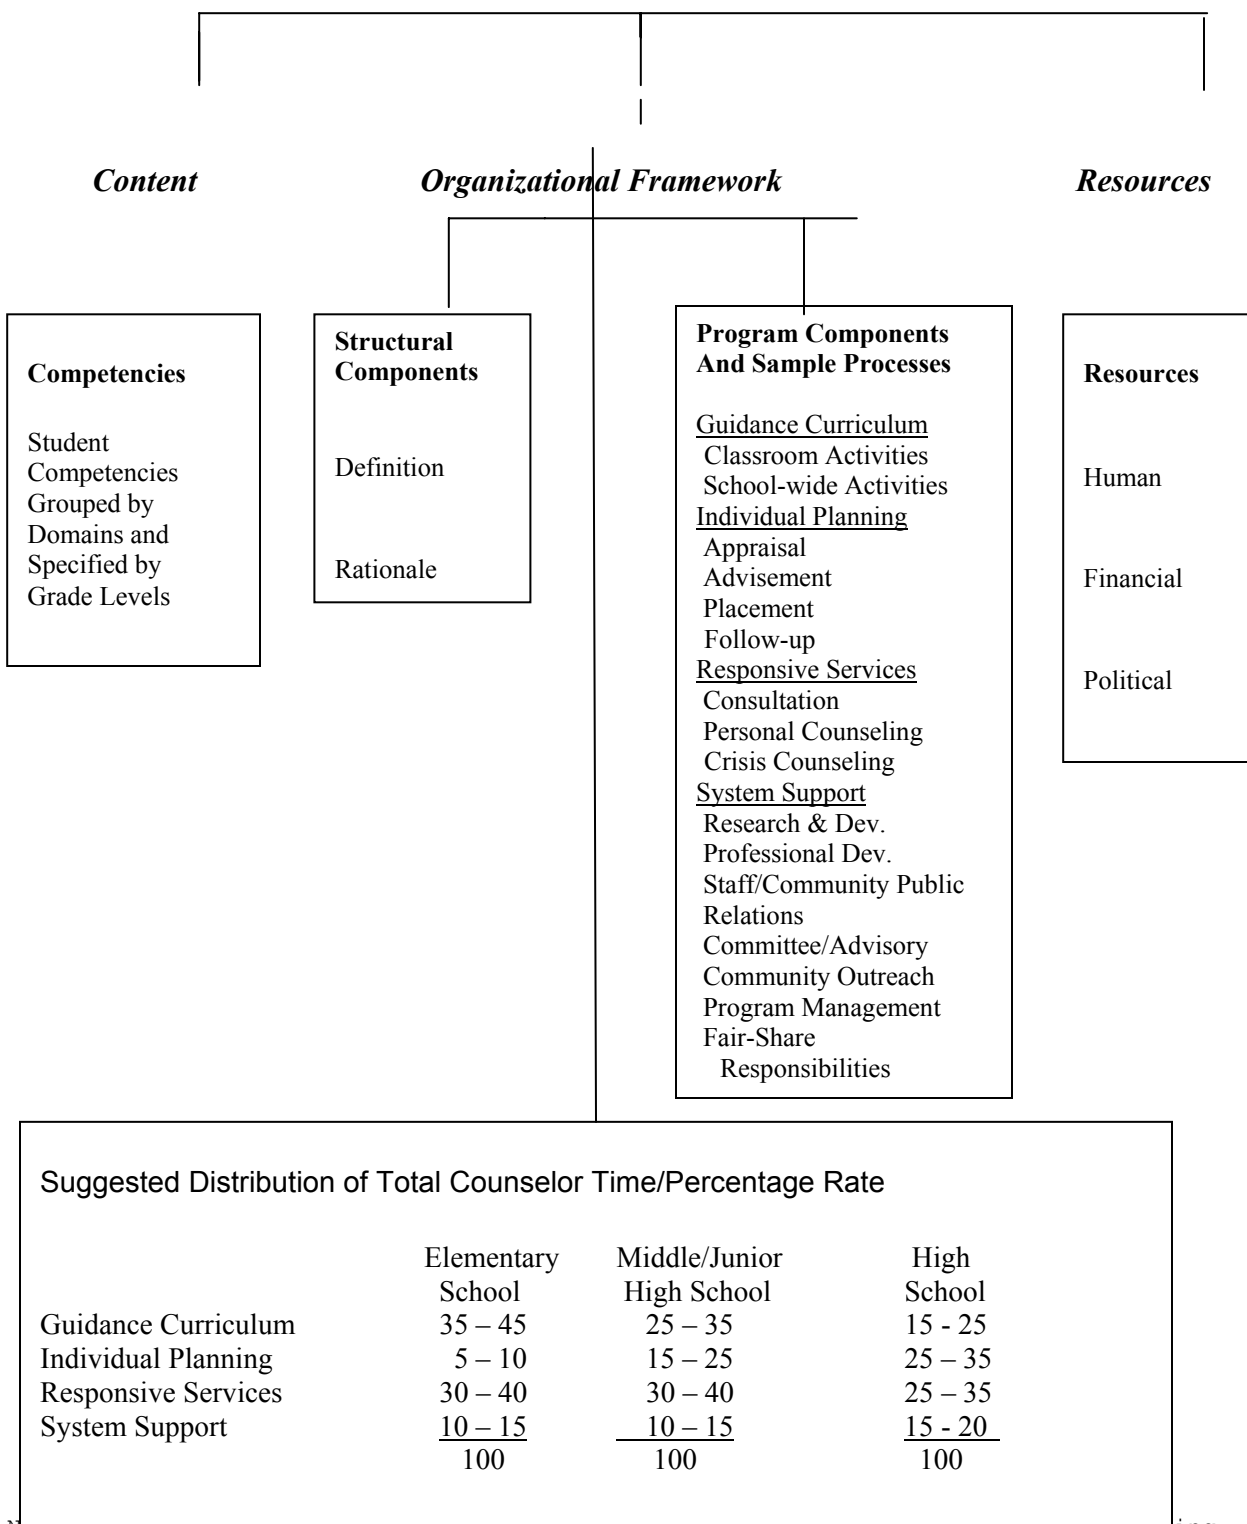 Content
Organizational Framework
Resources
Competencies
Student
Competencies
Grouped by
Domains and
Specified by
Grade Levels
Structural
Components
Definition
Rationale
Program Components
And Sample Processes
Guidance Curriculum
Classroom Activities
School-wide Activities
Individual Planning
Appraisal
Advisement
Placement
Follow-up
Responsive Services
Consultation
Personal Counseling
Crisis Counseling
System Support
Research & Dev.
Professional Dev.
Staff/Community Public
Relations
Committee/Advisory
Community Outreach
Program Management
Fair-Share
Responsibilities
Resources
Human
Financial
Political
Suggested Distribution of Total Counselor Time/Percentage Rate
Elementary Middle/Junior High
School High School School
Guidance Curriculum 35 – 45 25 – 35 15 - 25
Individual Planning 5 – 10 15 – 25 25 – 35
Responsive Services 30 – 40 30 – 40 25 – 35
System Support 10 – 15 10 – 15 15 - 20
100 100 100